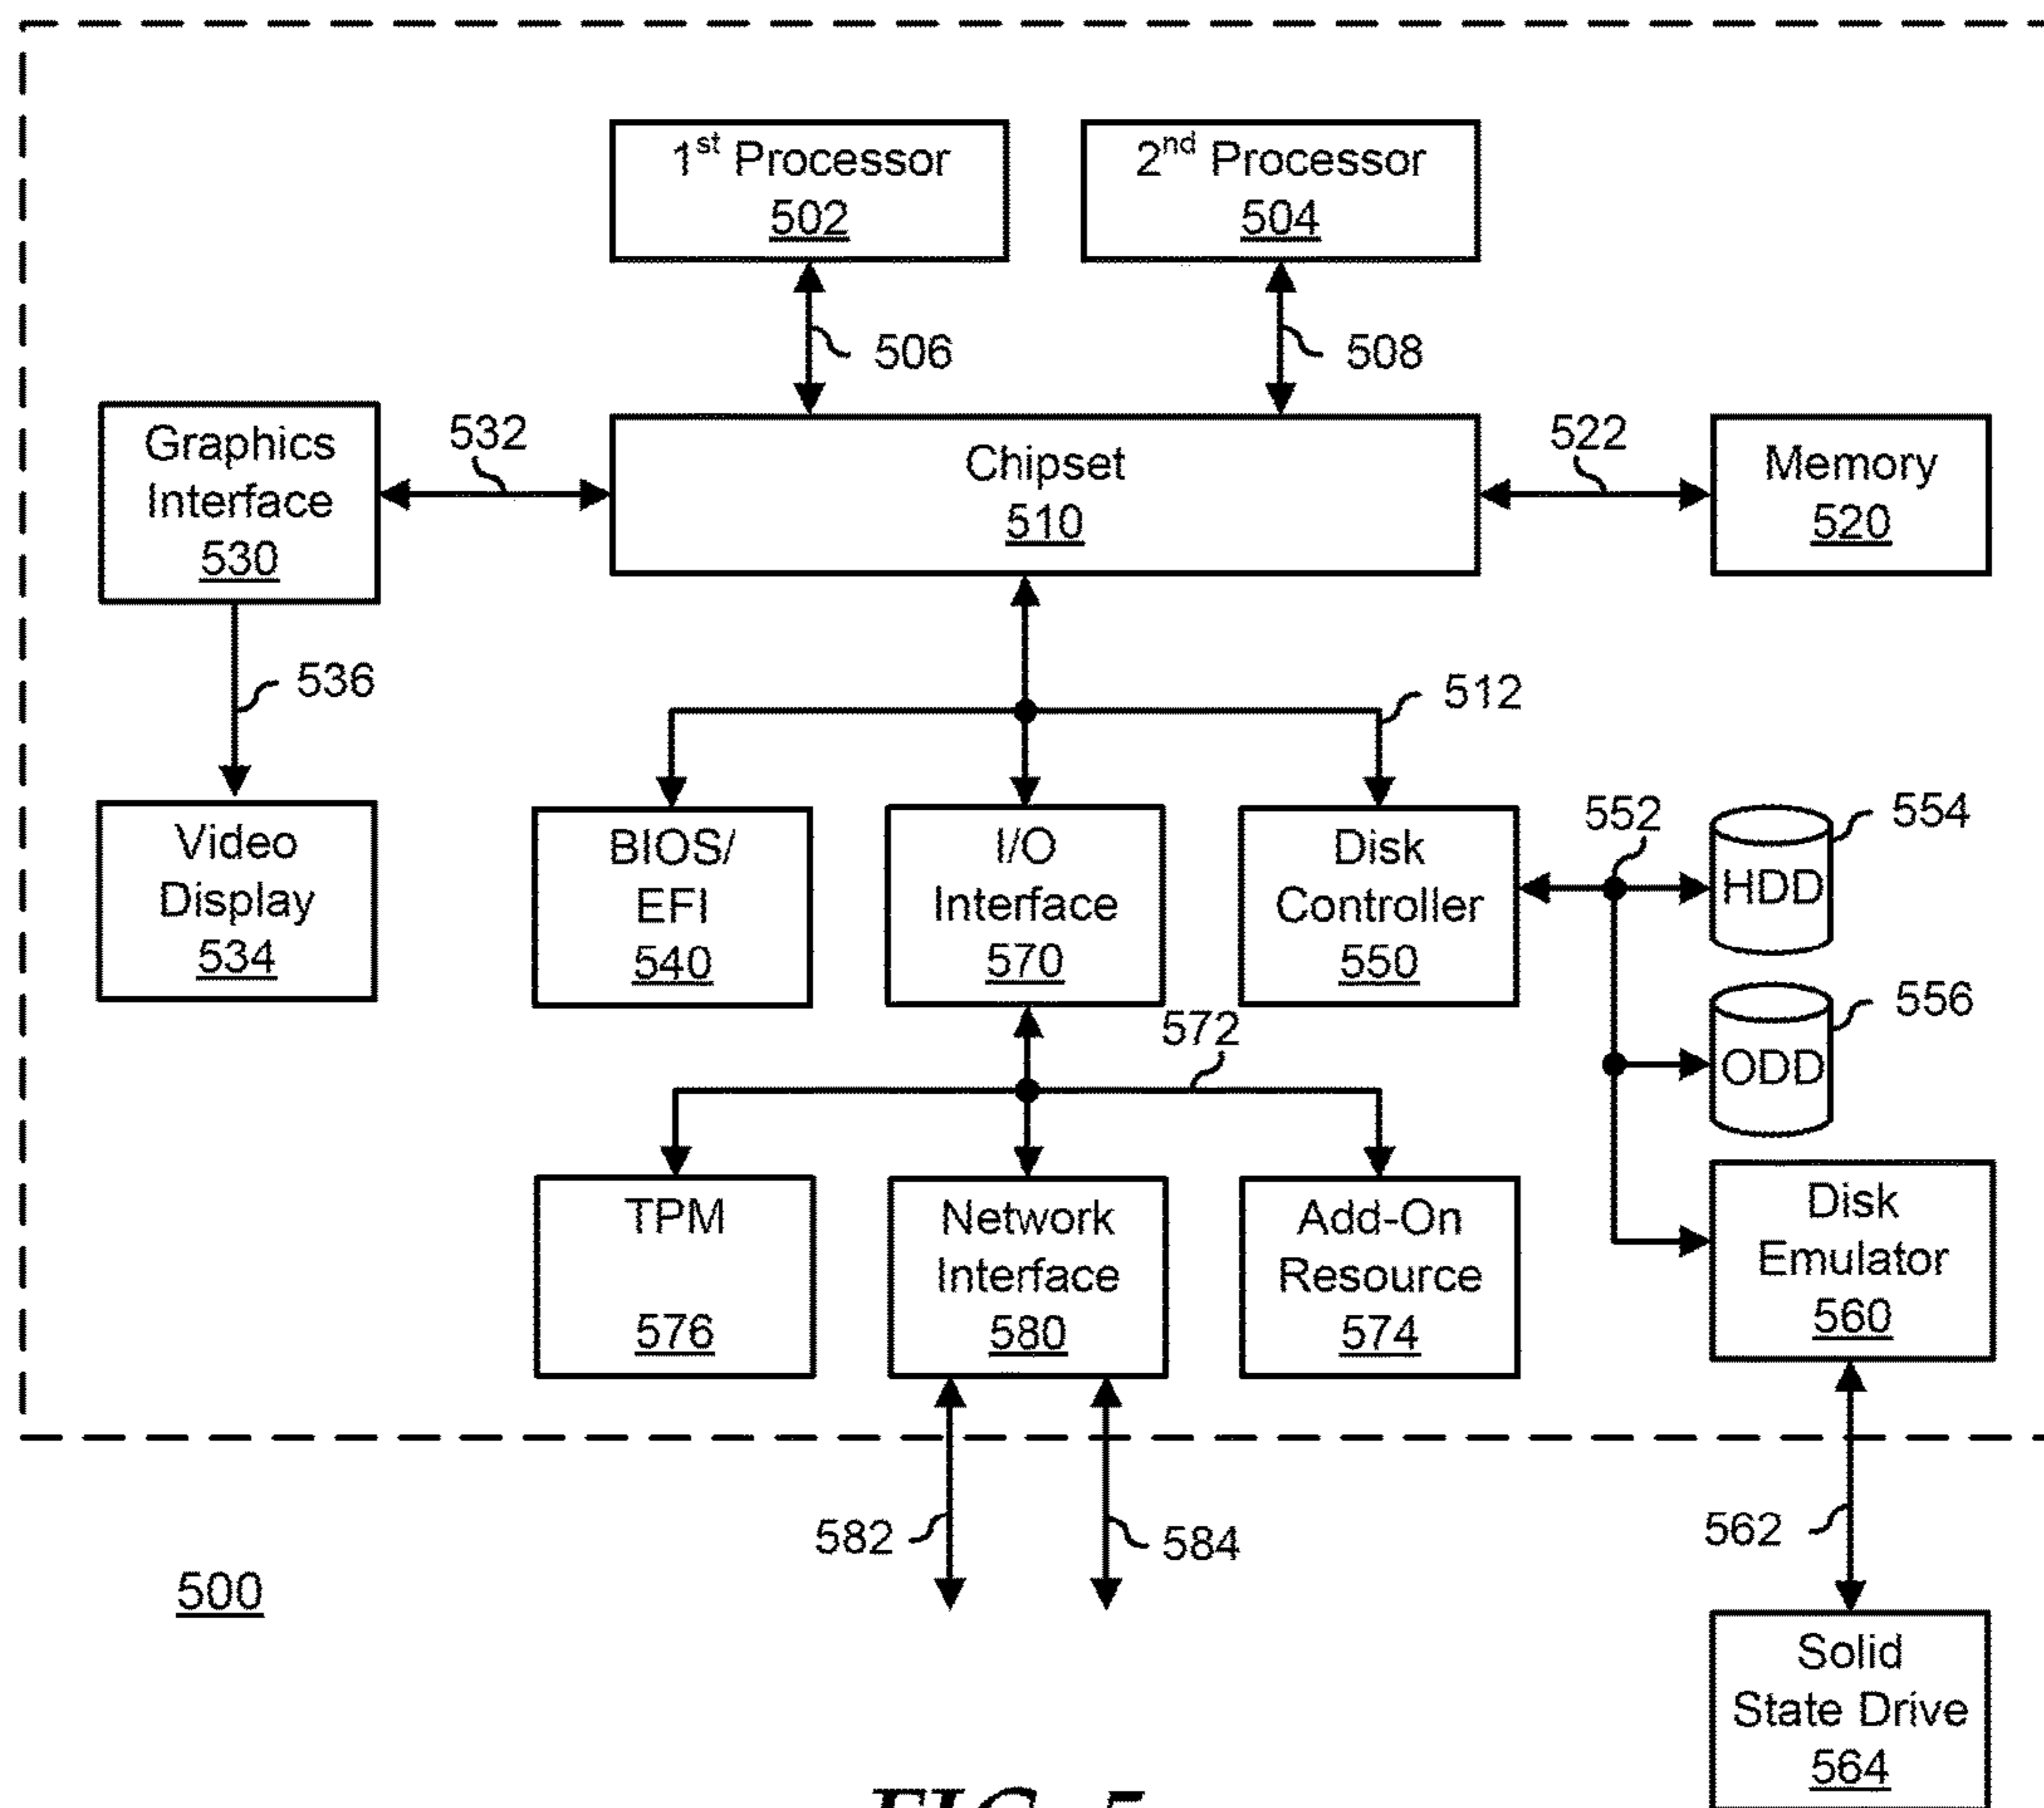 1st Processor
502
2nd Processor
504
506
508
Graphics
Interface
530
532
Chipset
510
522
Memory
520
536
512
Video
Display
534
BIOS/
EFI
540
I/O
Interface
570
Disk
Controller
550
552
HDD
554
ODD
556
572
TPM
576
Network
Interface
580
Add-On
Resource
574
Disk
Emulator
560
582
584
562
500
Solid
State Drive
564
FIG. 5